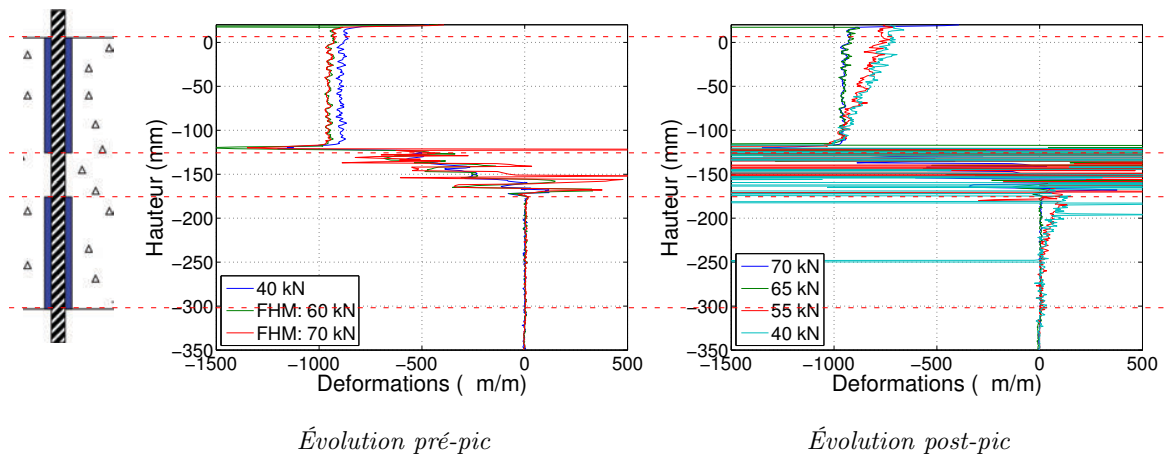 0
−50
−100
−150
−200
−250
−300
−350
Hauteur (mm)
40 kN
FHM: 60 kN
FHM: 70 kN
−1500 −1000 −500 0 500
Deformations ( m/m)
Évolution pré-pic
0
−50
−100
−150
−200
−250
−300
−350
Hauteur (mm)
70 kN
65 kN
55 kN
40 kN
−1500 −1000 −500 0 500
Deformations ( m/m)
Évolution post-pic